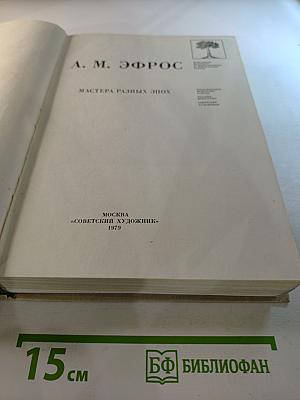 А. М. ЭФРОС
МАСТЕРА РАЗНЫХ ЭПОХ
МОСКВА
«СОВЕТСКИЙ ХУДОЖНИК»
1979
15 см
БФ БИБЛИОФАН